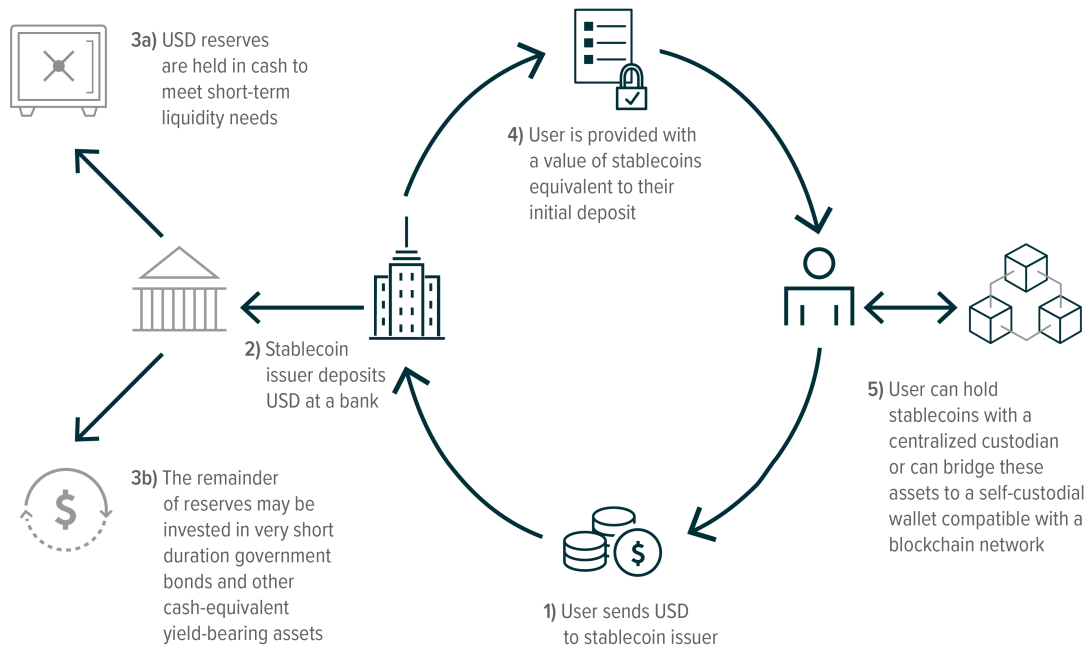 3a) USD reserves
are held in cash to
meet short-term
liquidity needs
4) User is provided with
a value of stablecoins
equivalent to their
initial deposit
2) Stablecoin
issuer deposits
USD at a bank
5) User can hold
stablecoins with a
centralized custodian
or can bridge these
assets to a self-custodial
wallet compatible with a
blockchain network
3b) The remainder
of reserves may be
invested in very short
duration government
bonds and other
cash-equivalent
yield-bearing assets
$
$
1) User sends USD
to stablecoin issuer